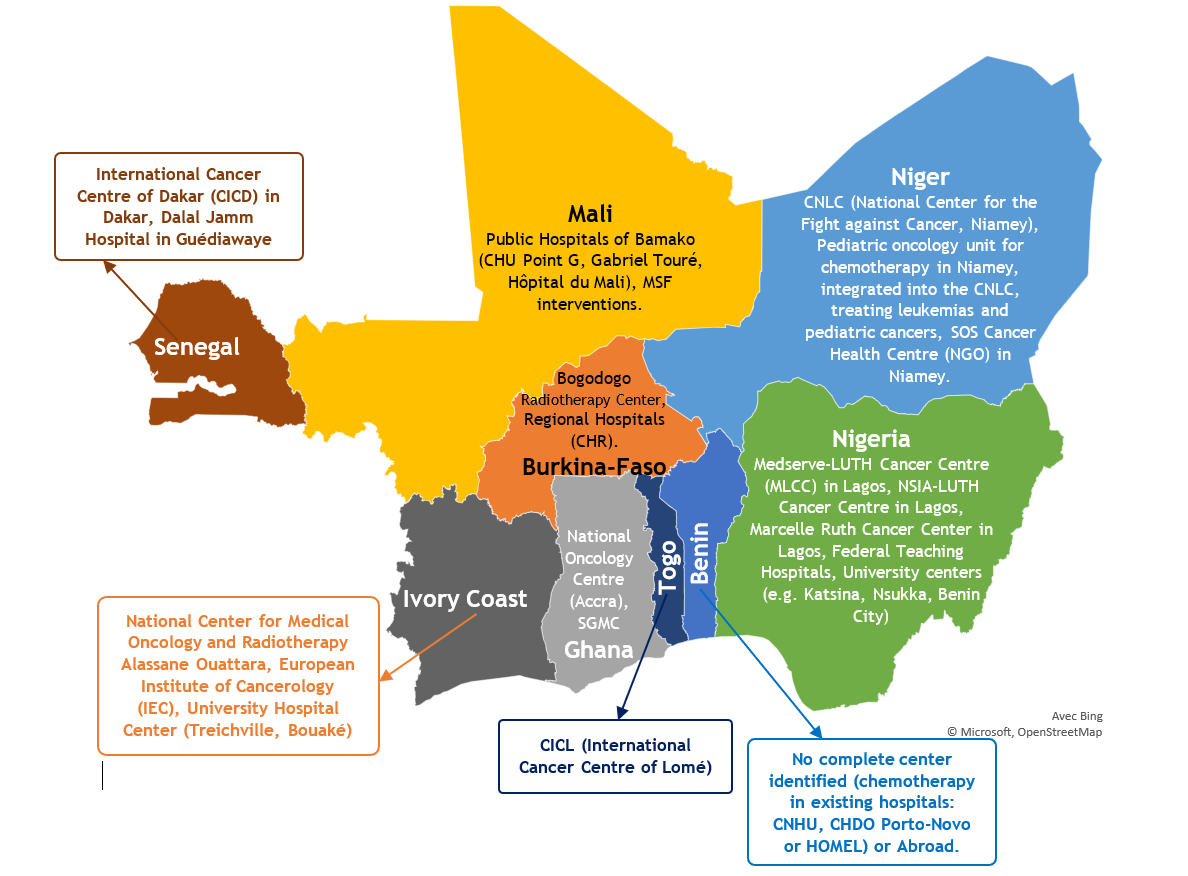 International Cancer
Centre of Dakar (CICD) in
Dakar, Dalal Jamm
Hospital in Guédiawaye
Senegal
Mali
Public Hospitals of Bamako
(CHU Point G, Gabriel Touré,
Hôpital du Mali), MSF
interventions.
Niger
CNLC (National Center for the
Fight against Cancer, Niamey),
Pediatric oncology unit for
chemotherapy in Niamey,
integrated into the CNLC,
treating leukemias and
pediatric cancers, SOS Cancer
Health Centre (NGO) in
Niamey.
Bogodogo
Radiotherapy Center,
Regional Hospitals
(CHR).
Burkina-Faso
Nigeria
Medserve-LUTH Cancer Centre
(MLCC) in Lagos, NSIA-LUTH
Cancer Centre in Lagos,
Marcelle Ruth Cancer Center in
Lagos, Federal Teaching
Hospitals, University centers
(e.g. Katsina, Nsukka, Benin
City)
Ivory Coast
National
Oncology
Centre
(Accra),
SGMC
Ghana
Togo
Benin
National Center for Medical
Oncology and Radiotherapy
Alassane Ouattara, European
Institute of Cancerology
(IEC), University Hospital
Center (Treichville, Bouaké)
CICL (International
Cancer Centre of Lomé)
No complete center
identified (chemotherapy
in existing hospitals:
CNHU, CHDO Porto-Novo
or HOMEL) or Abroad.
Avec Bing
© Microsoft, OpenStreetMap